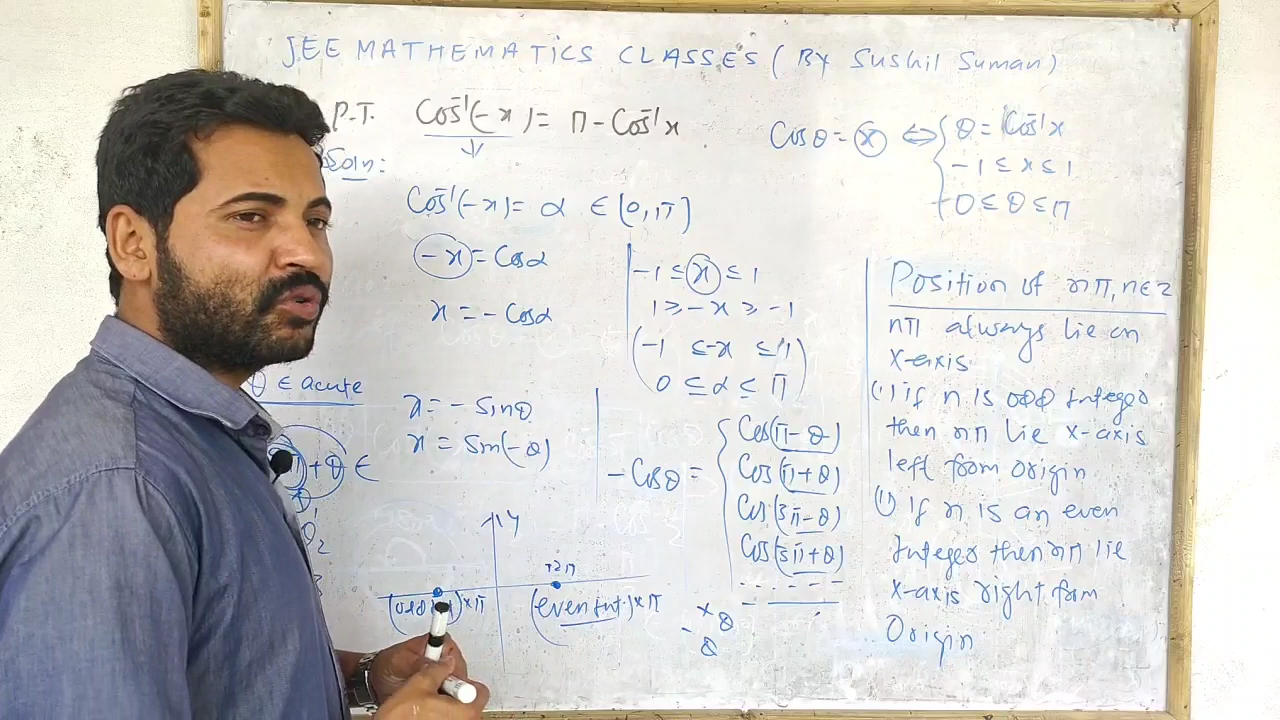 JEE MATHEMATICS CLASSES (By Sushil Suman)
P.T. Cos⁻¹(-x) = π - Cos⁻¹x
Soln:
Cos⁻¹(-x) = α ∈ [0, π]
-x = Cosα
x = - Cosα
-1 ≤ x ≤ 1
1 ≥ -x ≥ -1
(-1 ≤ -x ≤ 1)
0 ≤ α ≤ π
θ ∈ acute
+ θ ∈
x = - sinθ
x = Sin(-θ)
- Cosθ =
Cos(π - θ)
Cos(π + θ)
Cos(3π - θ)
Cos(3π + θ)
y
+2π
×π
(even int.) × π
+ θ
- θ
Cosθ = x ⇔ { θ = Cos⁻¹x
-1 ≤ x ≤ 1
0 ≤ θ ≤ π
Position of nπ, n∈Z
nπ always lie on
X-axis
(i) if n is odd Integer
then nπ lie X-axis
left from origin
(i) If n is an even
Integer then nπ lie
X-axis right from
Origin